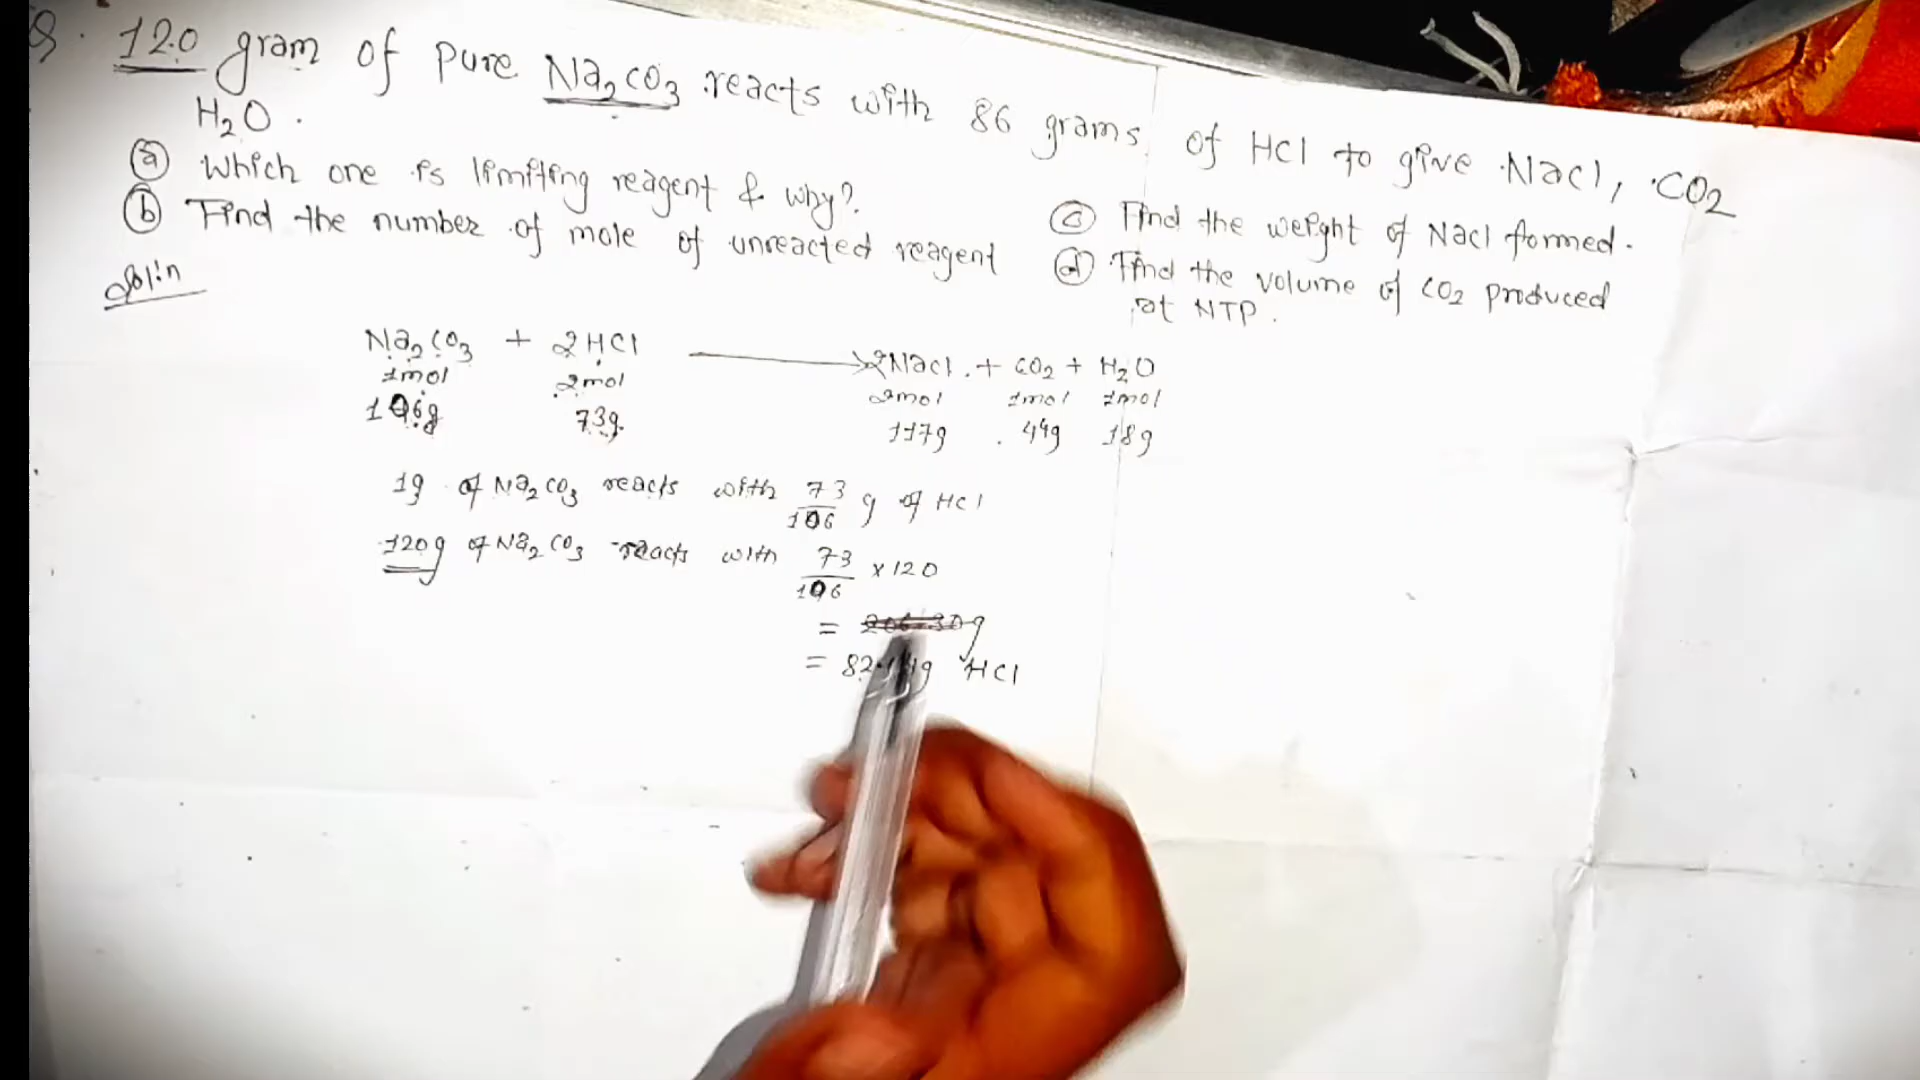 Q. 120 gram of pure Na₂CO₃ reacts with 86 grams of HCl to give NaCl, CO₂
H₂O.
(a) Which one is limiting reagent & why?
(b) Find the number of mole of unreacted reagent
(c) Find the weight of NaCl formed.
(d) Find the volume of CO₂ produced
at NTP.
Sol:n
Na₂CO₃ + 2HCl ⟶ 2NaCl + CO₂ + H₂O
1mol 2mol 2mol 1mol 1mol
106g 73g 117g 44g 18g
1g of Na₂CO₃ reacts with 73/106 g of HCl
120g of Na₂CO₃ reacts with 73/106 × 120
= g
= HCl